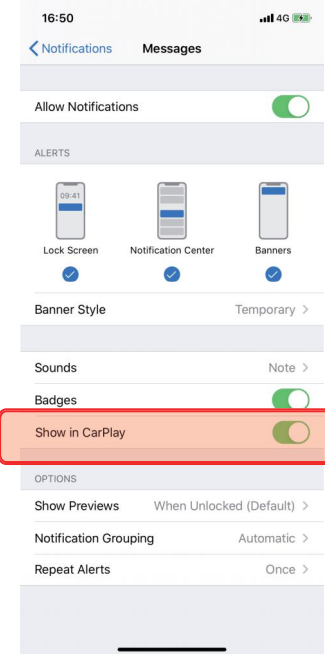 16:50 4G
Notifications Messages
Allow Notifications
ALERTS
09:41
Lock Screen Notification Center Banners
Banner Style Temporary
Sounds Note
Badges
Show in CarPlay
OPTIONS
Show Previews When Unlocked (Default)
Notification Grouping Automatic
Repeat Alerts Once